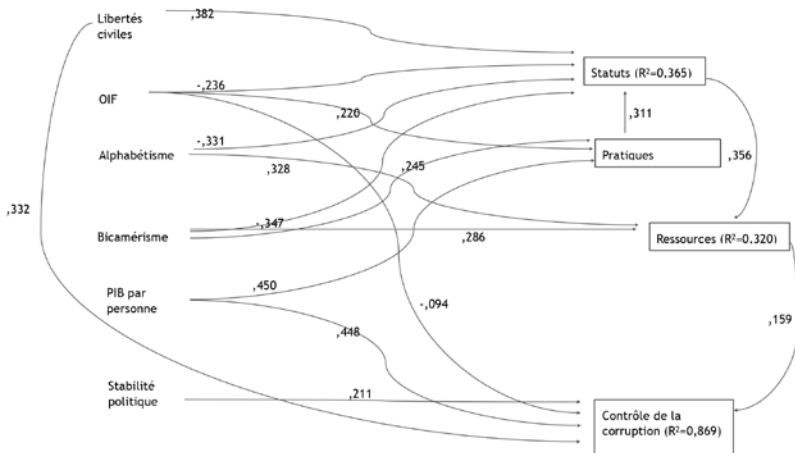 Libertés
civiles
,382
Statuts (R²=0.365)
-,236
OIF
,220
,311
-,331
Alphabétisme
,328
Pratiques
,245
,356
,332
-,347
Bicamérisme
,286
Ressources (R²=0.320)
,450
PIB par
personne
-,094
,448
,159
Stabilité
politique
,211
Contrôle de la
corruption (R²=0,869)